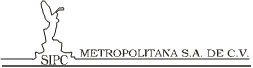 SIPC METROPOLITANA S.A. DE C.V.